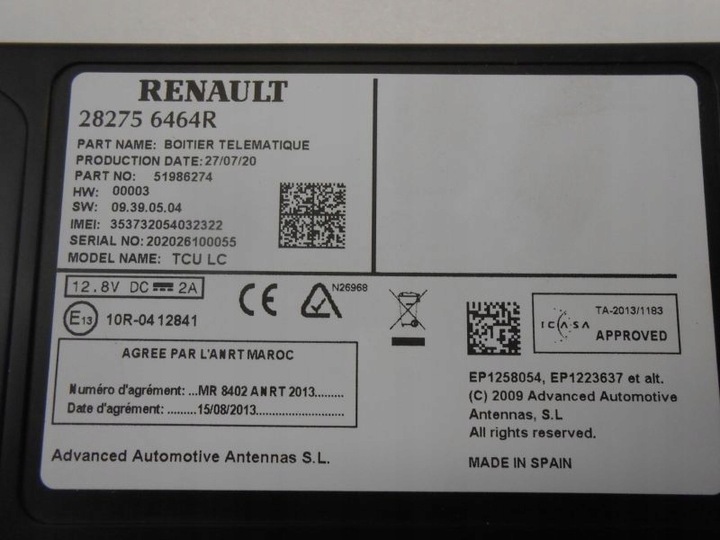 RENAULT
28275 6464R
PART NAME: BOITIER TELEMATIQUE
PRODUCTION DATE: 27/07/20
PART NO: 51986274
HW: 00003
SW: 09.39.05.04
IMEI: 353732054032322
SERIAL NO: 202026100055
MODEL NAME: TCU LC
12.8V DC 2A
CE
N26968
E13 10R-04 12841
TA-2013/1183
ICASA APPROVED
AGREE PAR L'ANRT MAROC
Numéro d'agrément: ...MR 8402 ANRT 2013.........
Date d'agrément: .........15/08/2013.......................
EP1258054, EP1223637 et alt.
(C) 2009 Advanced Automotive
Antennas, S.L
All rights reserved.
Advanced Automotive Antennas S.L.
MADE IN SPAIN